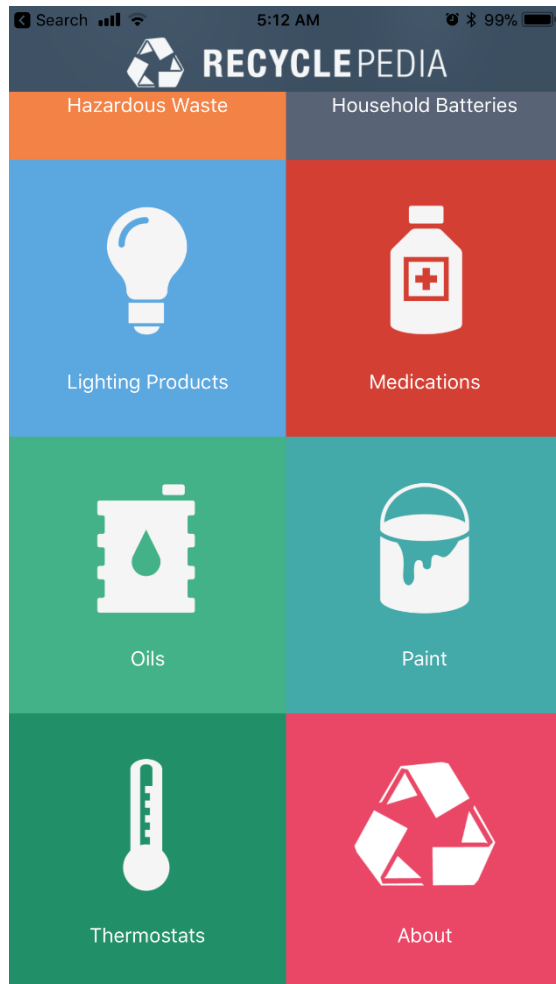 Search 5:12 AM 99%
RECYCLEPEDIA
Hazardous Waste Household Batteries
Lighting Products Medications
Oils Paint
Thermostats About